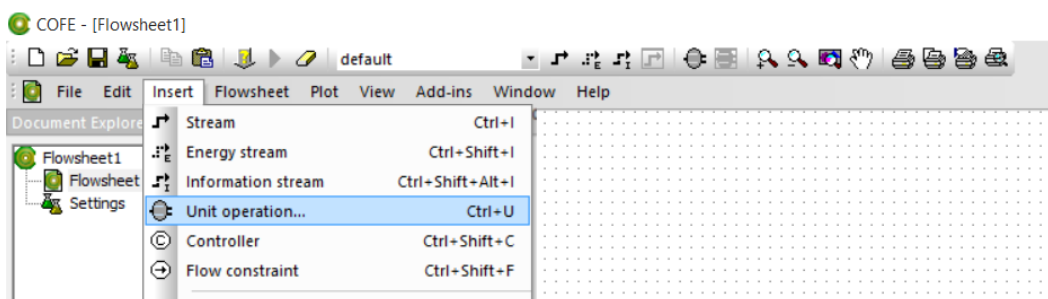 COFE - [Flowsheet1]
default
File Edit Insert Flowsheet Plot View Add-ins Window Help
Document Explore
Stream Ctrl+I
Flowsheet1
Energy stream Ctrl+Shift+I
Flowsheet
Information stream Ctrl+Shift+Alt+I
Settings
Unit operation... Ctrl+U
Controller Ctrl+Shift+C
Flow constraint Ctrl+Shift+F